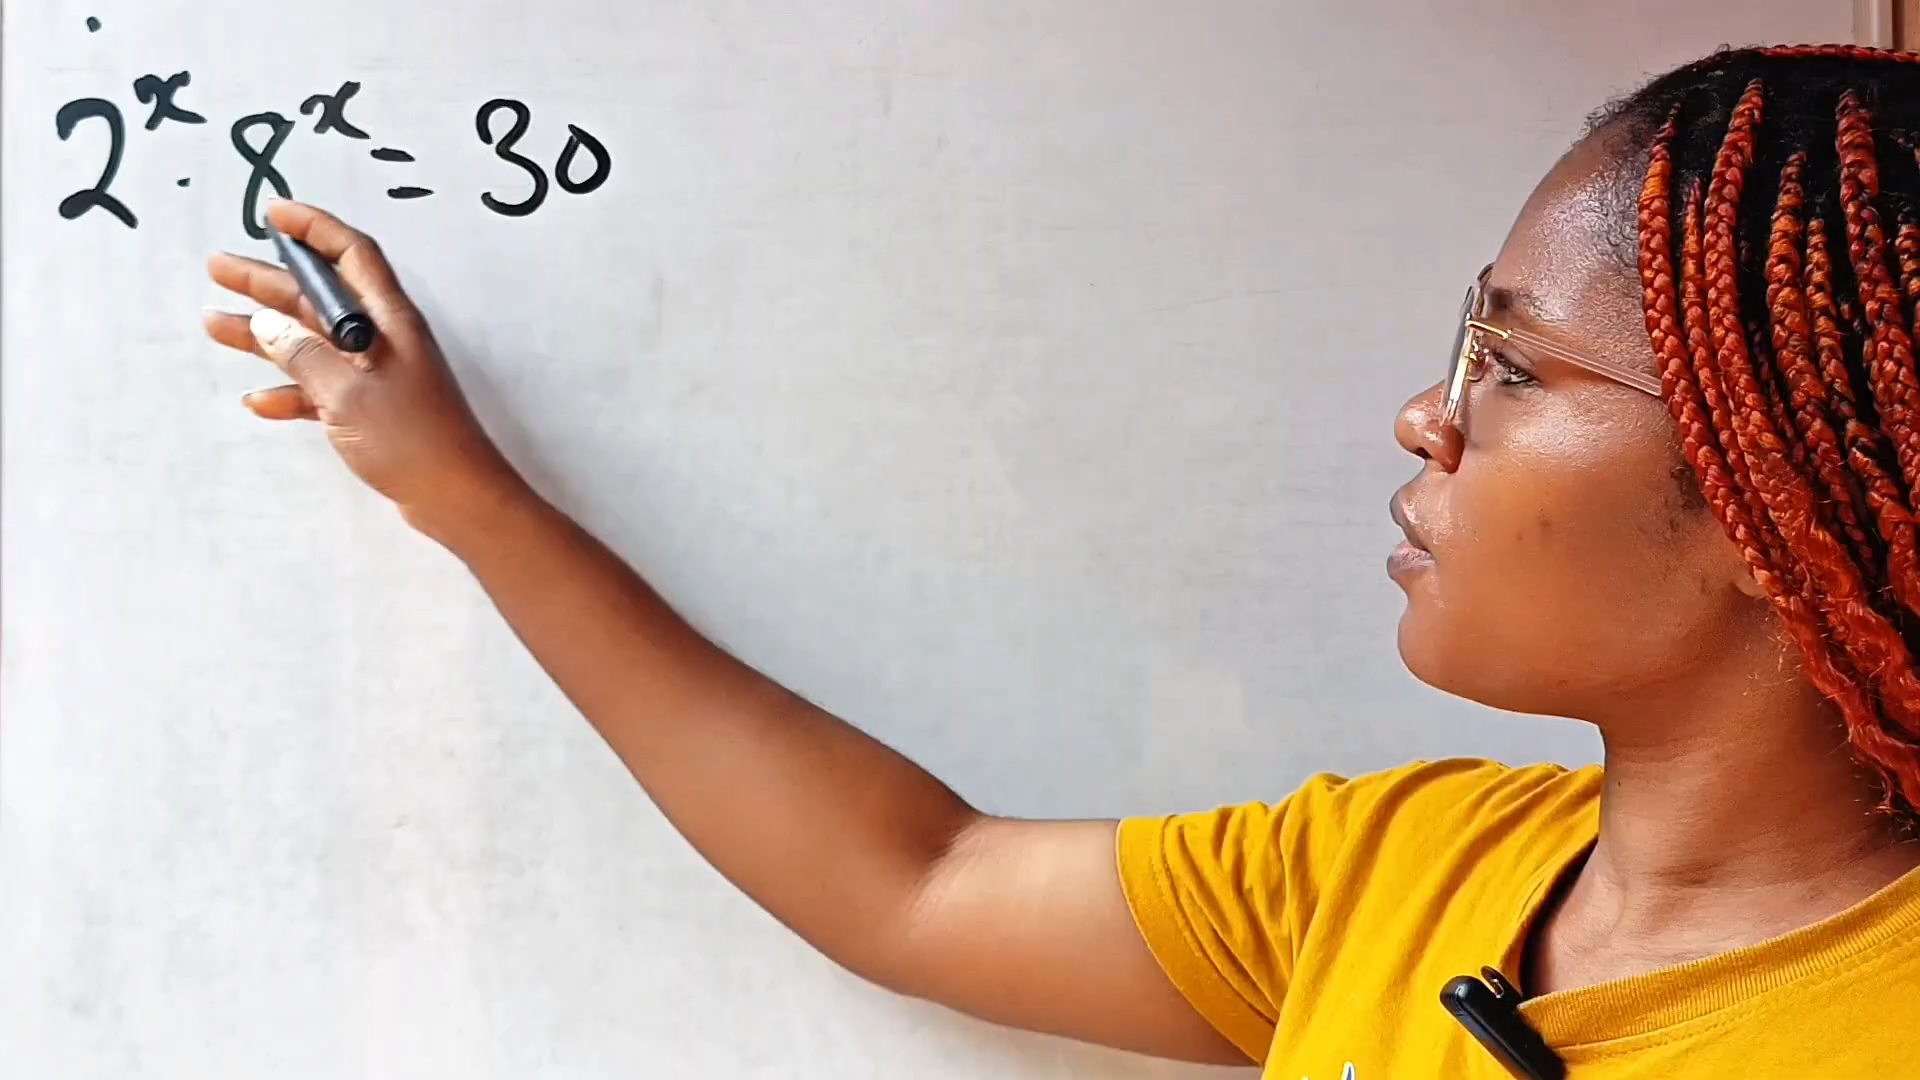 2^x · 8^x = 30